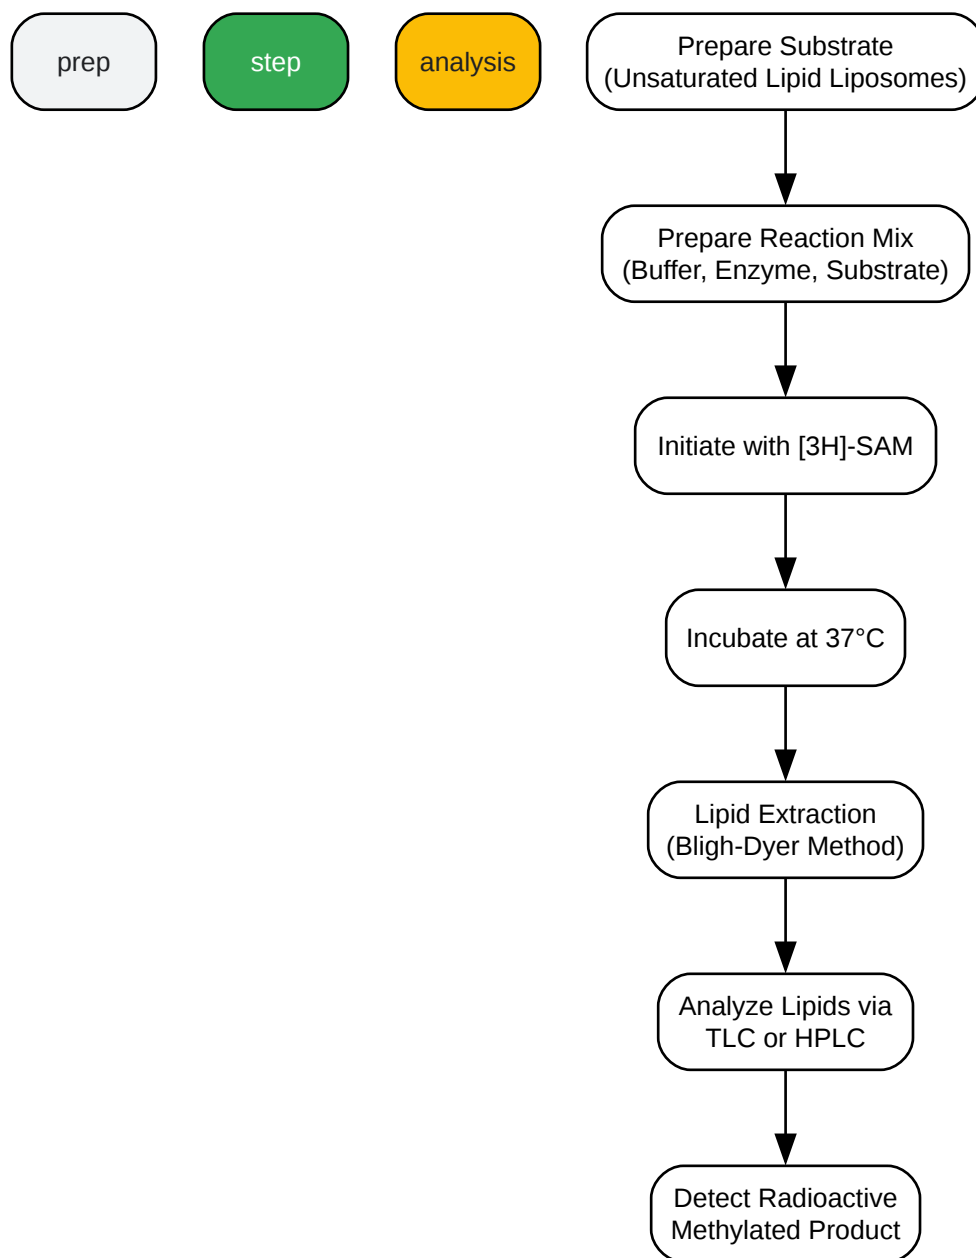 prep
step
analysis
Prepare Substrate
(Unsaturated Lipid Liposomes)
Prepare Reaction Mix
(Buffer, Enzyme, Substrate)
Initiate with [3H]-SAM
Incubate at 37°C
Lipid Extraction
(Bligh-Dyer Method)
Analyze Lipids via
TLC or HPLC
Detect Radioactive
Methylated Product